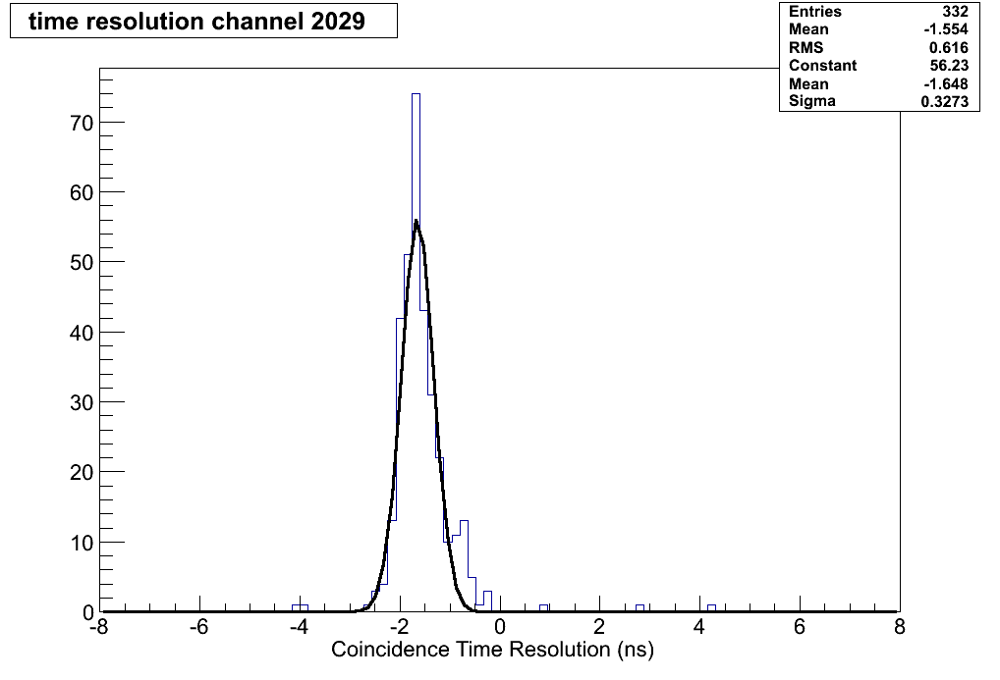 time resolution channel 2029
Entries 332
Mean -1.554
RMS 0.616
Constant 56.23
Mean -1.648
Sigma 0.3273
70
60
50
40
30
20
10
0
-8 -6 -4 -2 0 2 4 6 8
Coincidence Time Resolution (ns)